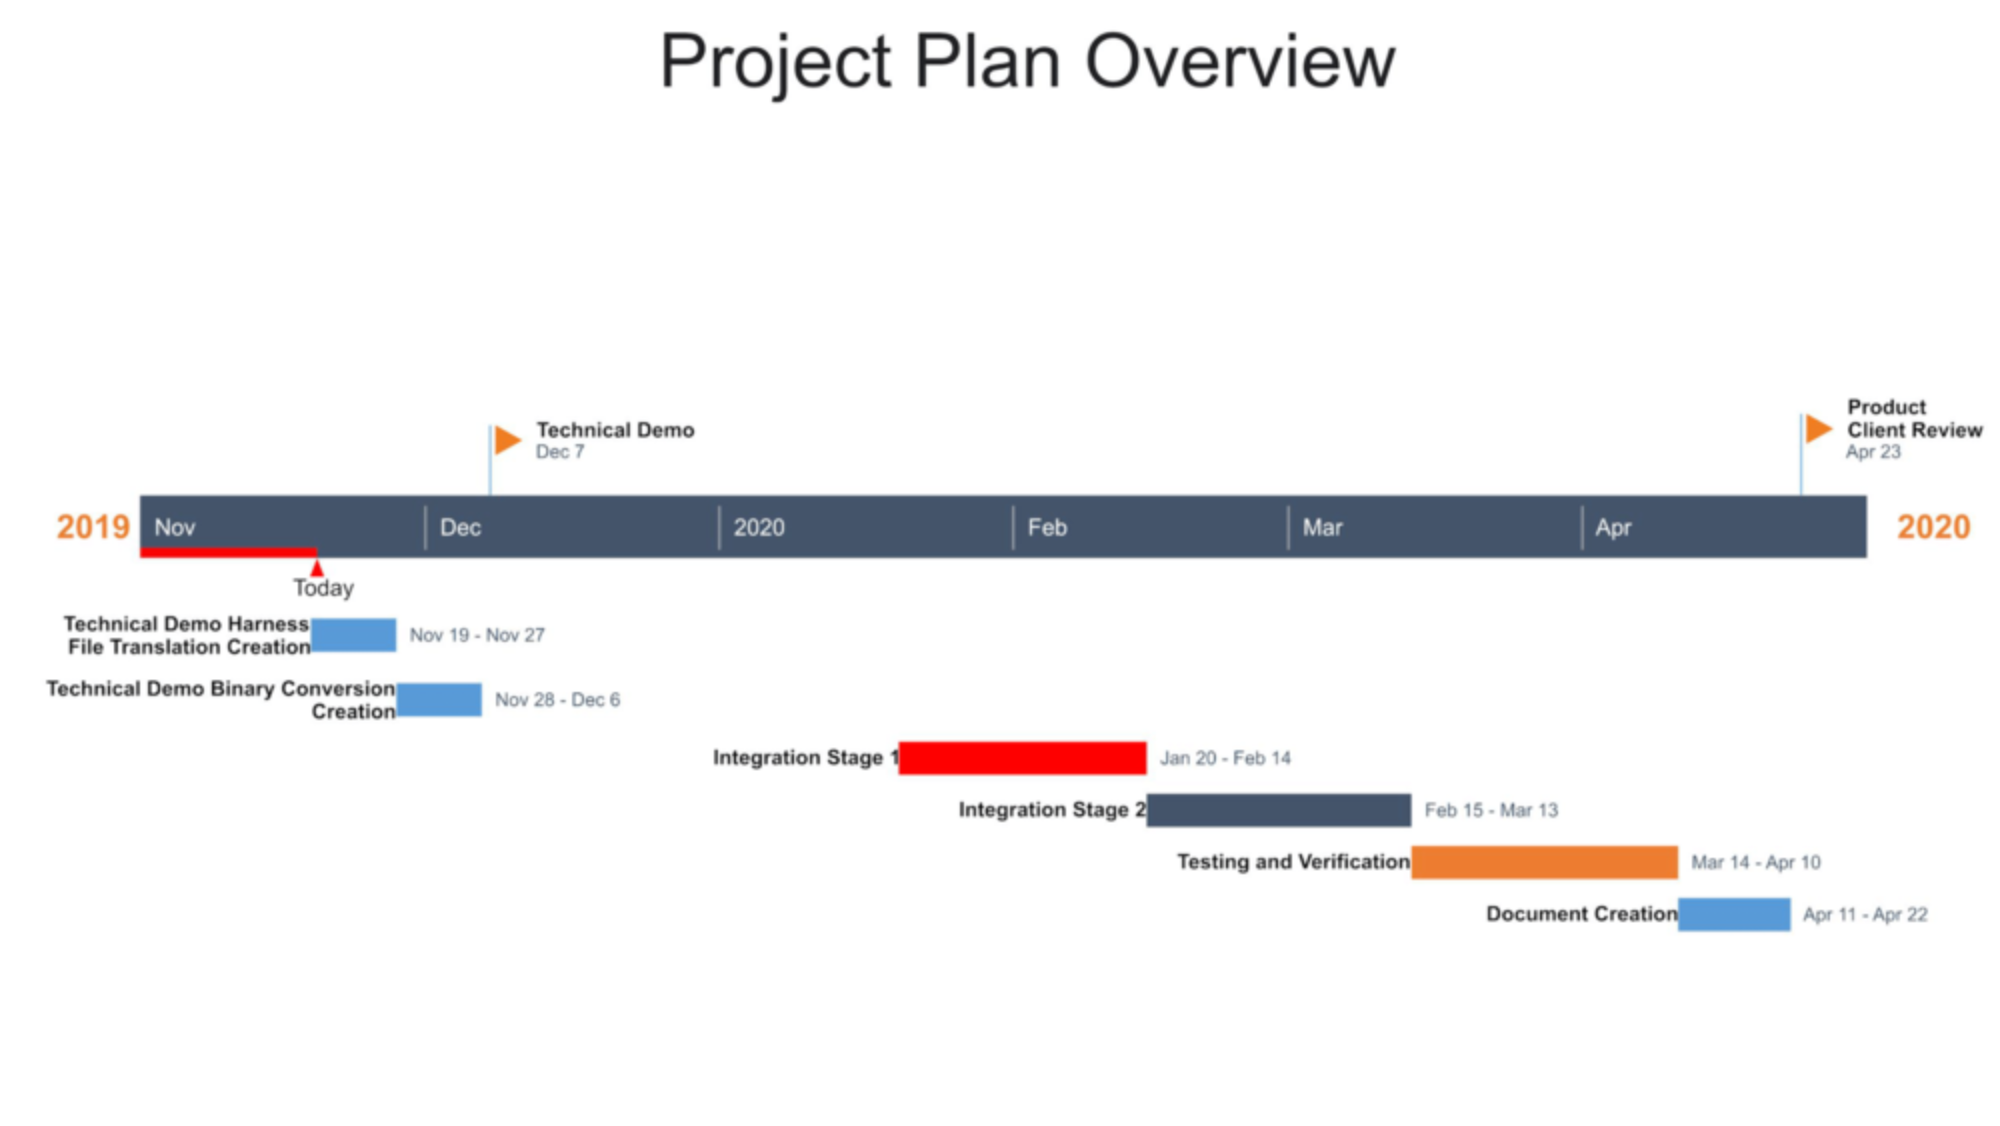 Project Plan Overview
Product
Client Review
Apr 23
Technical Demo
Dec 7
2019
Nov
Dec
2020
Feb
Mar
Apr
2020
Today
Technical Demo Harness
File Translation Creation
Nov 19 - Nov 27
Technical Demo Binary Conversion
Creation
Nov 28 - Dec 6
Integration Stage 1
Jan 20 - Feb 14
Integration Stage 2
Feb 15 - Mar 13
Testing and Verification
Mar 14 - Apr 10
Document Creation
Apr 11 - Apr 22